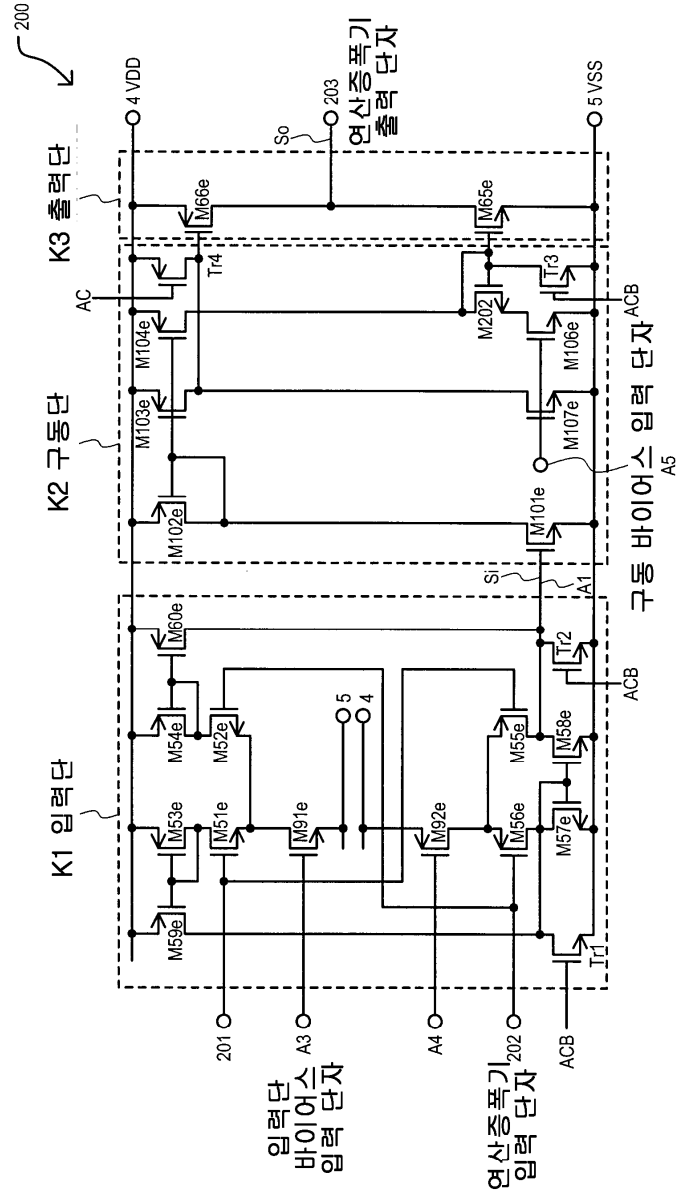 200
K1 입력단
K2 구동단
K3 출력단
4 VDD
AC
M59e
M53e
M54e
M60e
M102e
M103e
M104e
Tr4
M66e
201
M51e
M52e
So
203
연산증폭기
출력 단자
입력단
바이어스
입력 단자
A3
M91e
5
4
A4
M92e
연산증폭기
입력 단자
202
M56e
M55e
Si
A1
M101e
M107e
M106e
M202
M65e
ACB
Tr1
M57e
M58e
Tr2
ACB
Tr3
ACB
5 VSS
A5
구동 바이어스 입력 단자